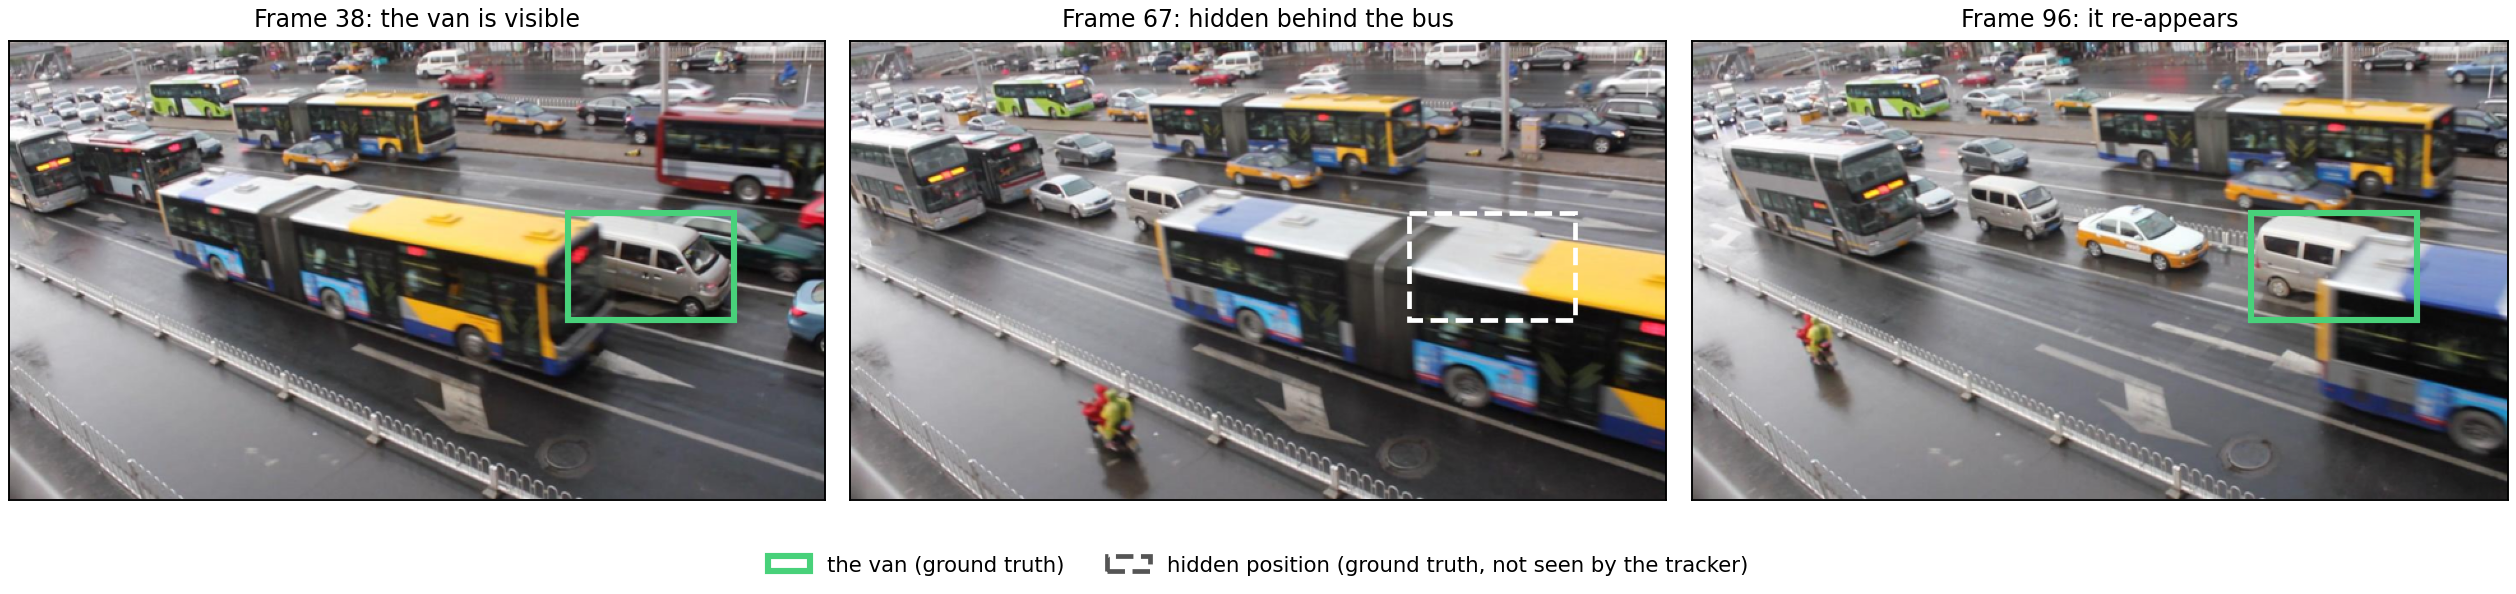 Frame 38: the van is visible
Frame 67: hidden behind the bus
Frame 96: it re-appears
the van (ground truth)
hidden position (ground truth, not seen by the tracker)